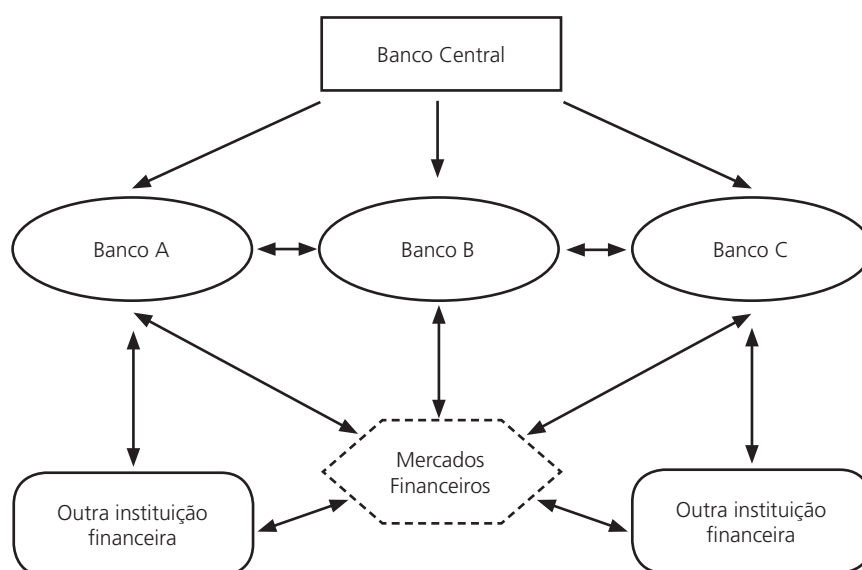 Banco Central
Banco A
Banco B
Banco C
Mercados
Financeiros
Outra instituição
financeira
Outra instituição
financeira